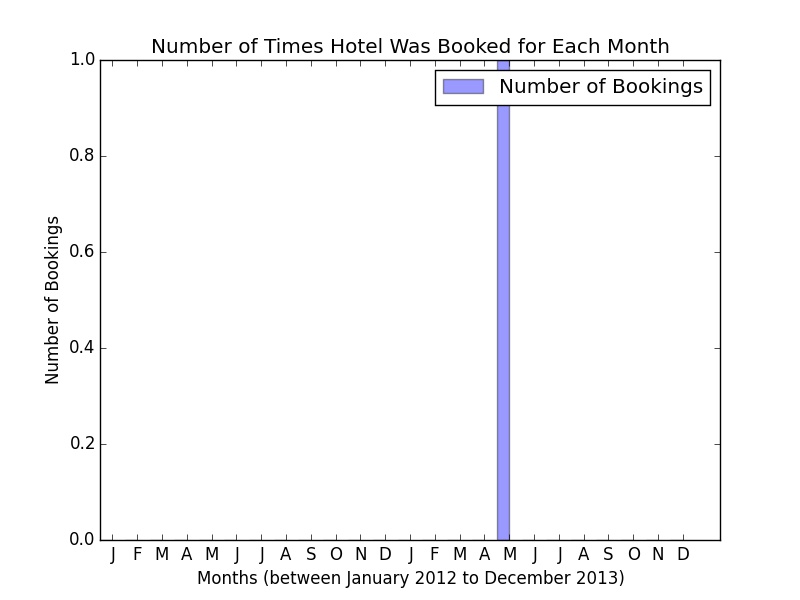 Number of Times Hotel Was Booked for Each Month
Number of Bookings
1.0
0.8
0.6
0.4
0.2
0.0
Number of Bookings
J F M A M J J A S O N D J F M A M J J A S O N D
Months (between January 2012 to December 2013)